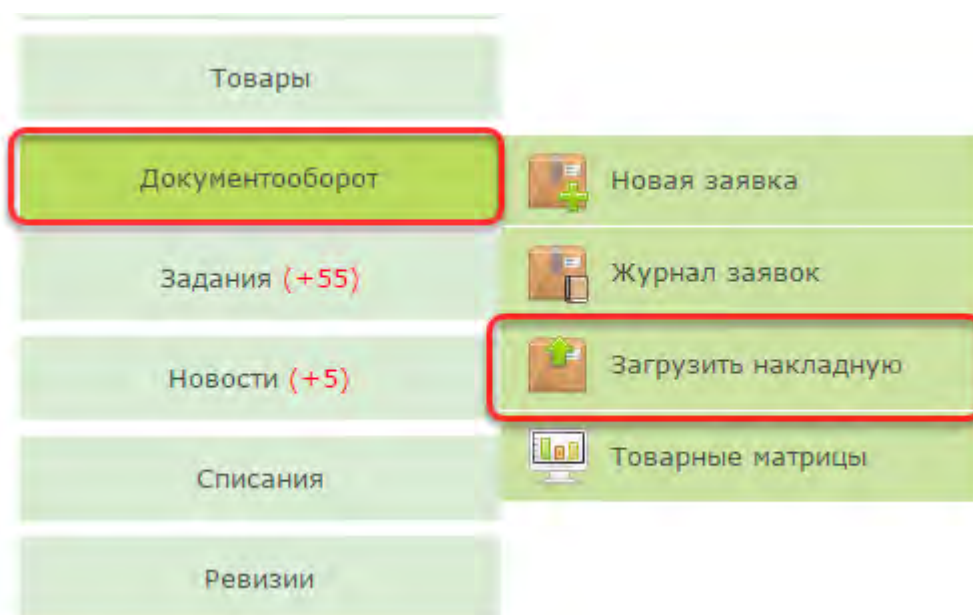 Товары
Документооборот
Новая заявка
Задания (+55)
Журнал заявок
Новости (+5)
Загрузить накладную
Списания
Товарные матрицы
Ревизии